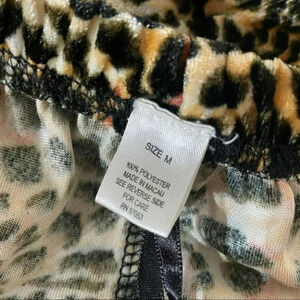 SIZE M
100% POLYESTER
MADE IN MACAU
SEE REVERSE SIDE
FOR CARE